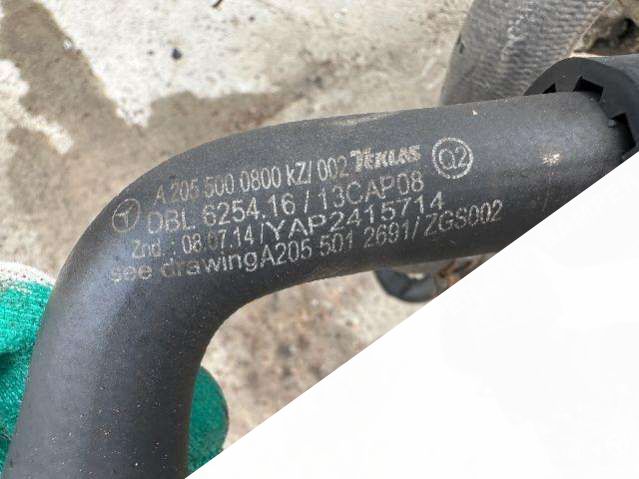 A 205 500 0800 KZ/ 002 TEKLAS Q2
DBL 6254.16 / 13CAP08
Znd.: 08.07.14/YAP2415714
see drawingA205 501 2691/ZGS002